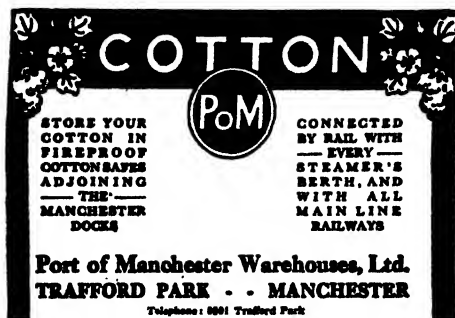 COTTON
PoM
STORE YOUR
COTTON IN
FIREPROOF
COTTON SAFES
ADJOINING
— THE —
MANCHESTER
DOCKS
CONNECTED
BY RAIL WITH
— EVERY —
STEAMER'S
BERTH, AND
WITH ALL
MAIN LINE
RAILWAYS
Port of Manchester Warehouses, Ltd.
TRAFFORD PARK - - MANCHESTER
Telephone: Trafford Park